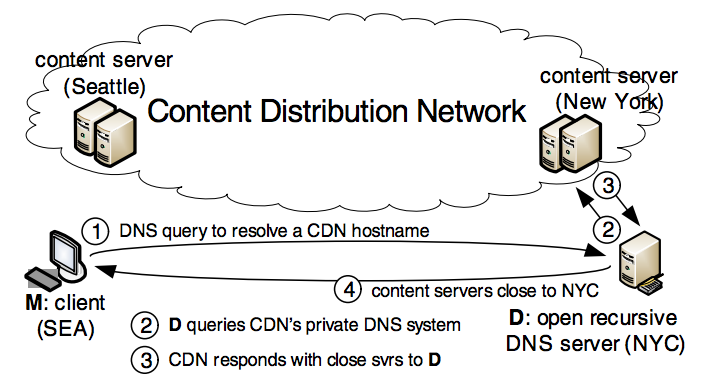 content server
(Seattle)
content server
(New York)
Content Distribution Network
3
1 DNS query to resolve a CDN hostname
2
4 content servers close to NYC
M: client
(SEA)
2 D queries CDN's private DNS system
D: open recursive
DNS server (NYC)
3 CDN responds with close svrs to D